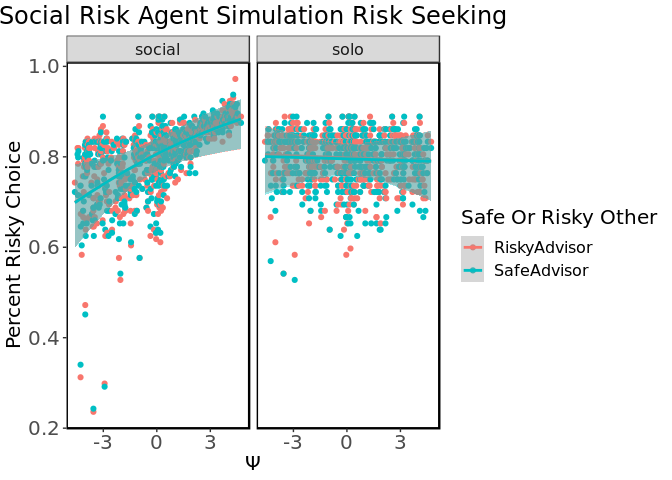 Social Risk Agent Simulation Risk Seeking
social
solo
1.0
0.8
0.6
0.4
0.2
Percent Risky Choice
-3
0
3
-3
0
3
Ψ
Safe Or Risky Other
RiskyAdvisor
SafeAdvisor